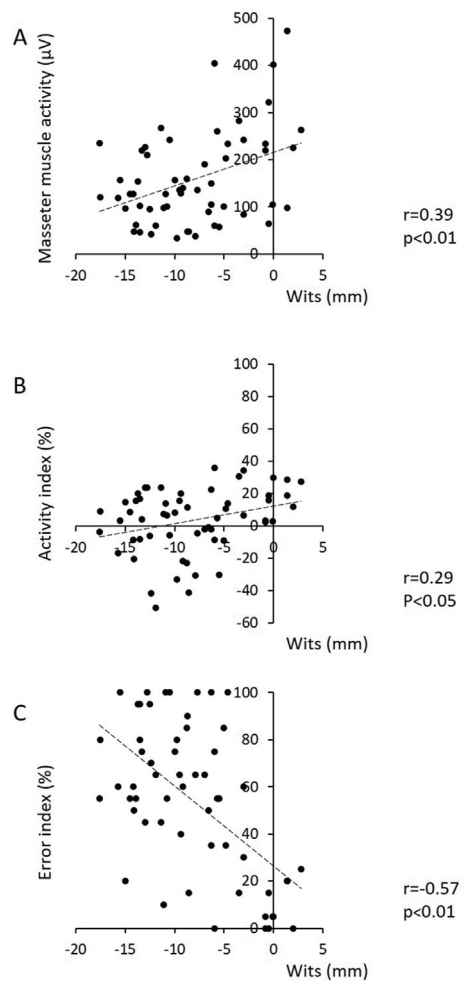 A
Masseter muscle activity (µV)
500
400
300
200
100
0
-20 -15 -10 -5 0 5
Wits (mm)
r=0.39
p<0.01
B
Activity index (%)
100
80
60
40
20
0
-20 -15 -10 -5 0 5
-20
-40
-60
Wits (mm)
r=0.29
P<0.05
C
Error index (%)
100
80
60
40
20
0
-20 -15 -10 -5 0 5
Wits (mm)
r=-0.57
p<0.01